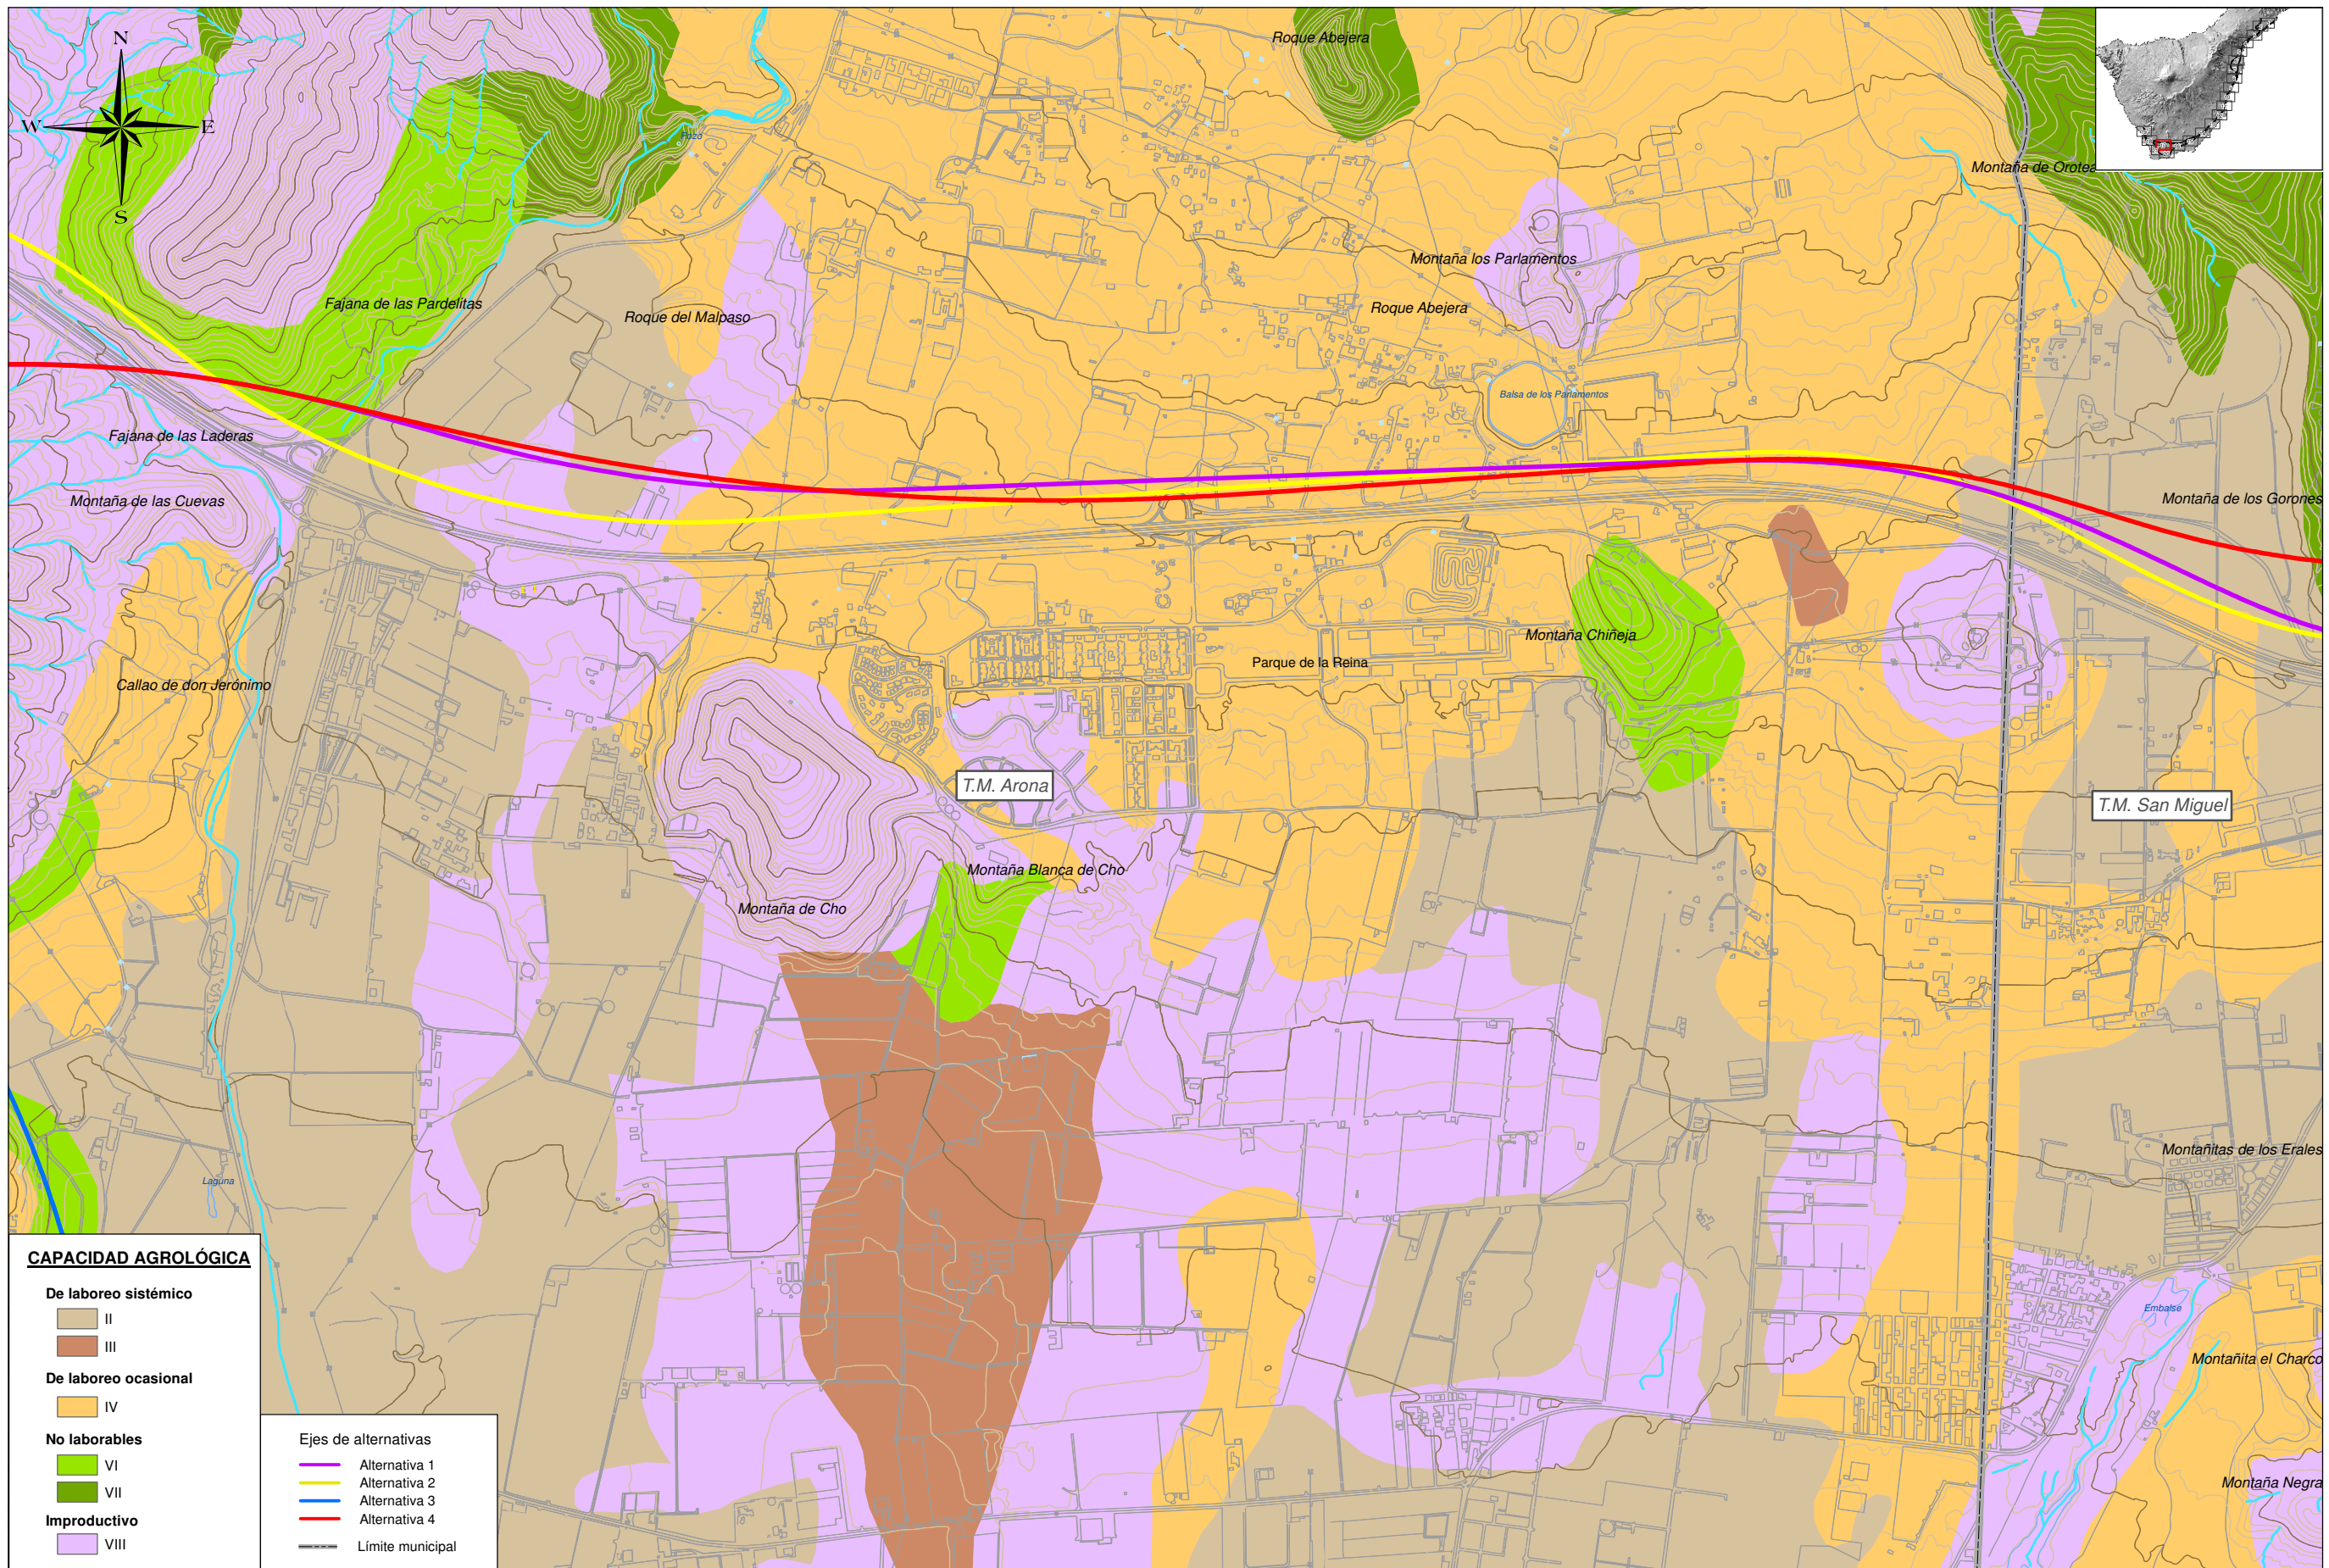 N
W
E
S
Roque Abejera
Pozo
Montaña de Orotea
Montaña los Parlamentos
Fajana de las Pardelitas
Roque del Malpaso
Roque Abejera
Balsa de los Parlamentos
Fajana de las Laderas
Montaña de las Cuevas
Montaña de los Gorones
Montaña Chiñeja
Parque de la Reina
Callao de don Jerónimo
T.M. Arona
T.M. San Miguel
Montaña Blanca de Cho
Montaña de Cho
Montañitas de los Erales
Laguna
Embalse
Montañita el Charco
Montaña Negra
CAPACIDAD AGROLÓGICA
De laboreo sistémico
II
III
De laboreo ocasional
IV
No laborables
VI
VII
Improductivo
VIII
Ejes de alternativas
Alternativa 1
Alternativa 2
Alternativa 3
Alternativa 4
Límite municipal